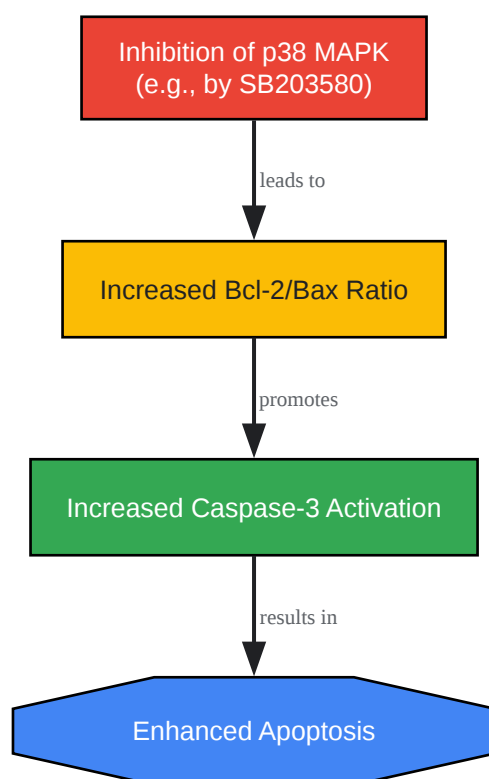 Inhibition of p38 MAPK
(e.g., by SB203580)
leads to
Increased Bcl-2/Bax Ratio
promotes
Increased Caspase-3 Activation
results in
Enhanced Apoptosis